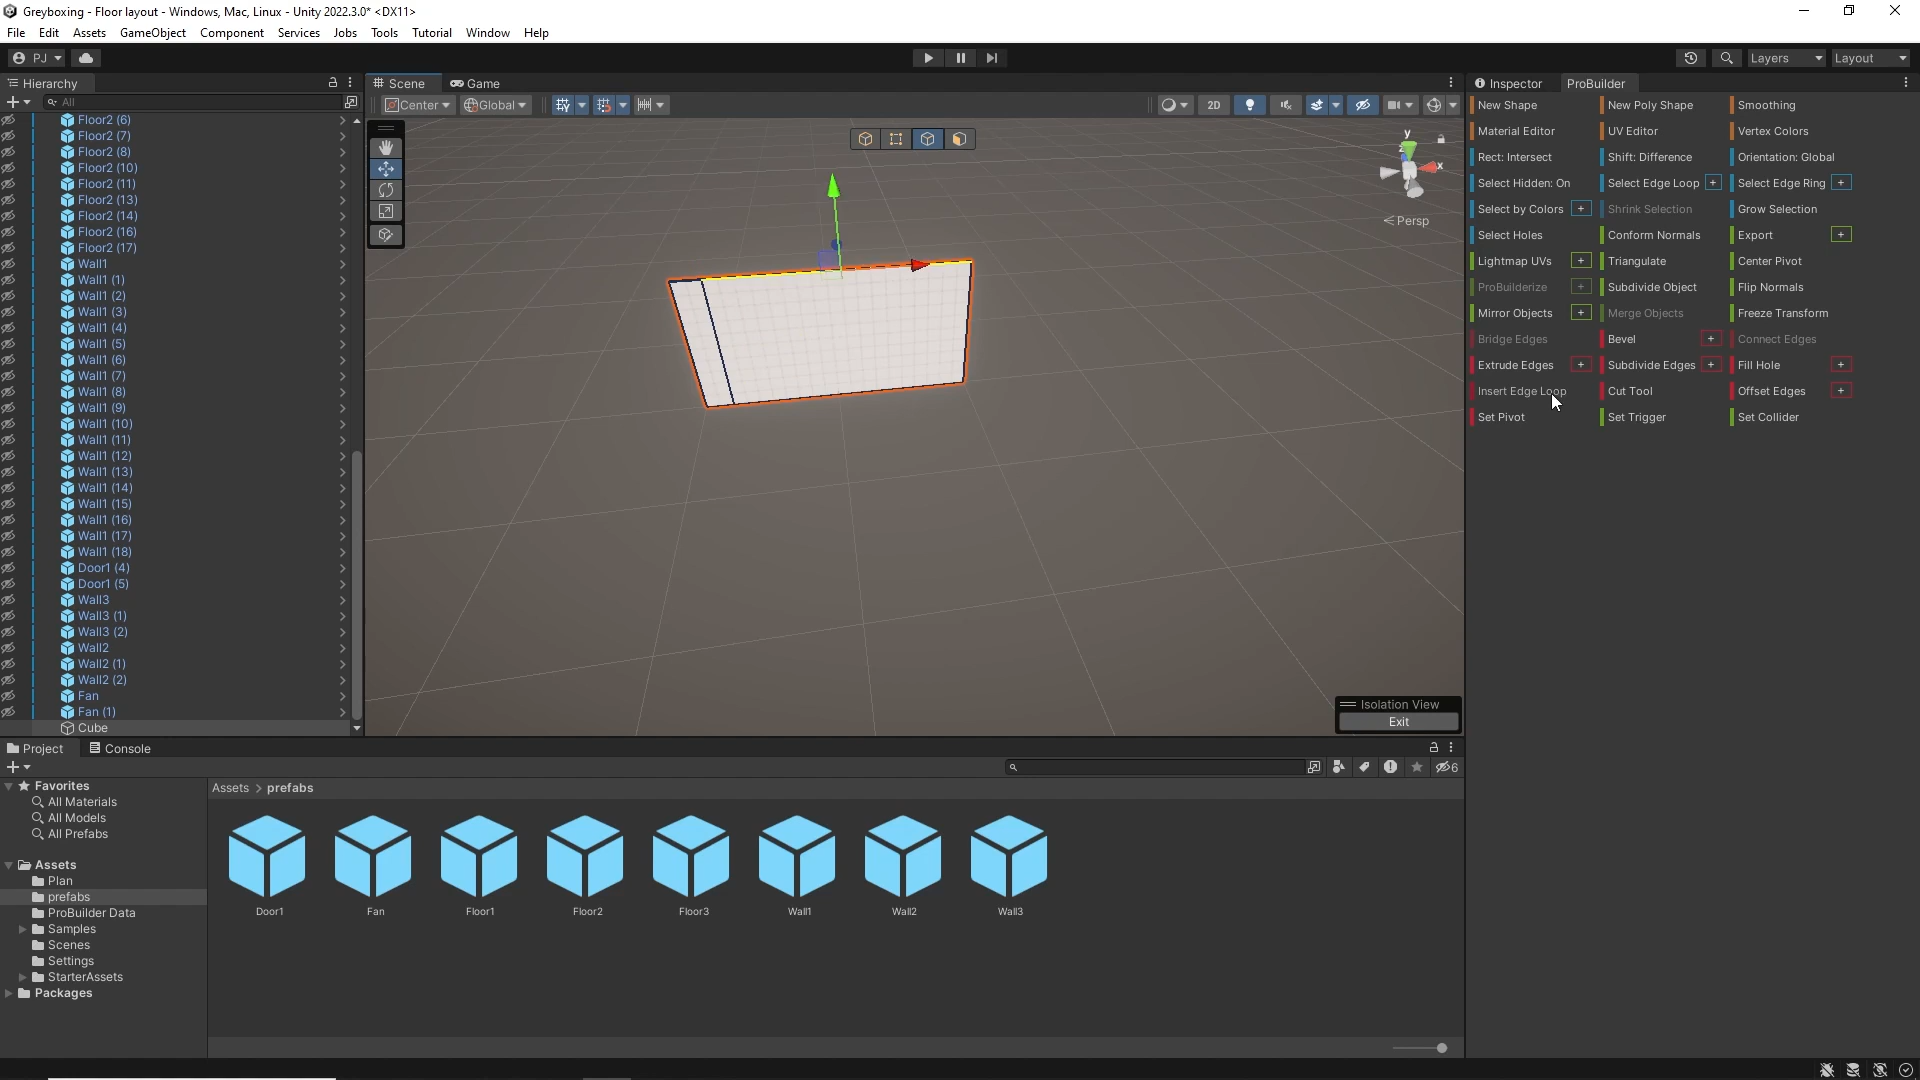 Greyboxing - Floor layout - Windows, Mac, Linux - Unity 2022.3.0* <DX11>
File Edit Assets GameObject Component Services Jobs Tools Tutorial Window Help
PJ
Layers Layout
Hierarchy
All
Floor2 (6)
Floor2 (7)
Floor2 (8)
Floor2 (10)
Floor2 (11)
Floor2 (13)
Floor2 (14)
Floor2 (16)
Floor2 (17)
Wall1
Wall1 (1)
Wall1 (2)
Wall1 (3)
Wall1 (4)
Wall1 (5)
Wall1 (6)
Wall1 (7)
Wall1 (8)
Wall1 (9)
Wall1 (10)
Wall1 (11)
Wall1 (12)
Wall1 (13)
Wall1 (14)
Wall1 (15)
Wall1 (16)
Wall1 (17)
Wall1 (18)
Door1 (4)
Door1 (5)
Wall3
Wall3 (1)
Wall3 (2)
Wall2
Wall2 (1)
Wall2 (2)
Fan
Fan (1)
Cube
Scene Game
Center Global 2D
y
x
Persp
Isolation View
Exit
Inspector ProBuilder
New Shape New Poly Shape Smoothing
Material Editor UV Editor Vertex Colors
Rect: Intersect Shift: Difference Orientation: Global
Select Hidden: On Select Edge Loop + Select Edge Ring +
Select by Colors + Shrink Selection Grow Selection
Select Holes Conform Normals Export +
Lightmap UVs + Triangulate Center Pivot
ProBuilderize + Subdivide Object Flip Normals
Mirror Objects + Merge Objects Freeze Transform
Bridge Edges Bevel + Connect Edges
Extrude Edges + Subdivide Edges + Fill Hole +
Insert Edge Loop Cut Tool Offset Edges +
Set Pivot Set Trigger Set Collider
Project Console
6
Favorites
All Materials
All Models
All Prefabs
Assets
Plan
prefabs
ProBuilder Data
Samples
Scenes
Settings
StarterAssets
Packages
Assets > prefabs
Door1 Fan Floor1 Floor2 Floor3 Wall1 Wall2 Wall3